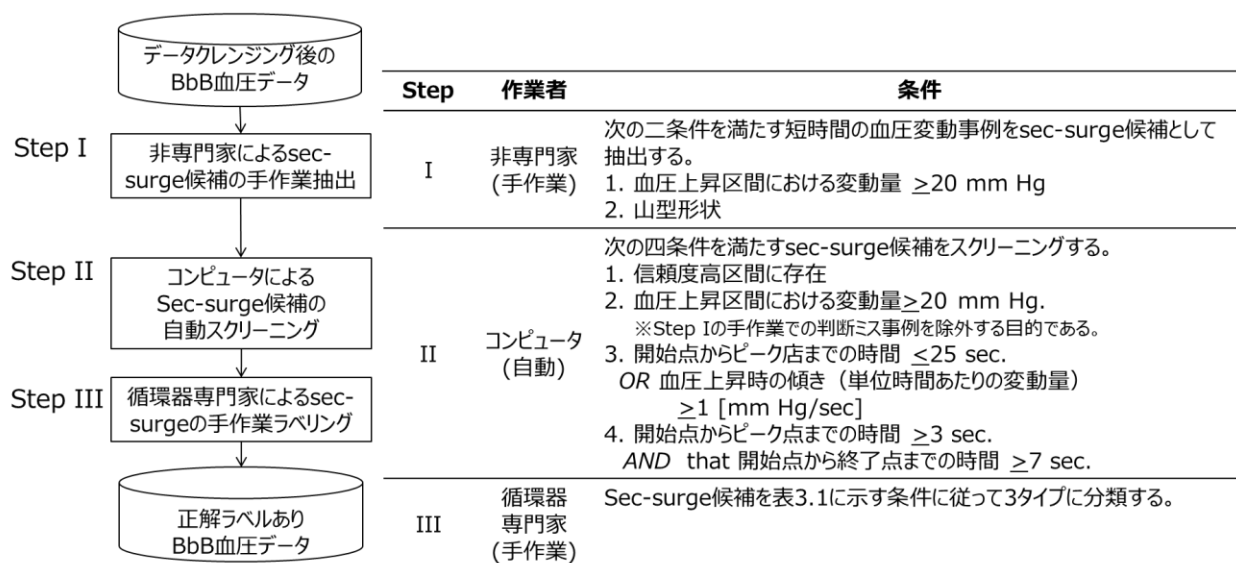 データクレンジング後の
BbB血圧データ
Step I
非専門家によるsec-
surge候補の手作業抽出
Step II
コンピュータによる
Sec-surge候補の
自動スクリーニング
Step III
循環器専門家によるsec-
surgeの手作業ラベリング
正解ラベルあり
BbB血圧データ
Step 作業者 条件
I
非専門家
(手作業)
次の二条件を満たす短時間の血圧変動事例をsec-surge候補として
抽出する。
1. 血圧上昇区間における変動量 ≥20 mm Hg
2. 山型形状
II
コンピュータ
(自動)
次の四条件を満たすsec-surge候補をスクリーニングする。
1. 信頼度高区間に存在
2. 血圧上昇区間における変動量≥20 mm Hg.
※Step Iの手作業での判断ミス事例を除外する目的である。
3. 開始点からピーク店までの時間 ≤25 sec.
OR 血圧上昇時の傾き（単位時間あたりの変動量）
≥1 [mm Hg/sec]
4. 開始点からピーク点までの時間 ≥3 sec.
AND that 開始点から終了点までの時間 ≥7 sec.
III
循環器
専門家
(手作業)
Sec-surge候補を表3.1に示す条件に従って3タイプに分類する。